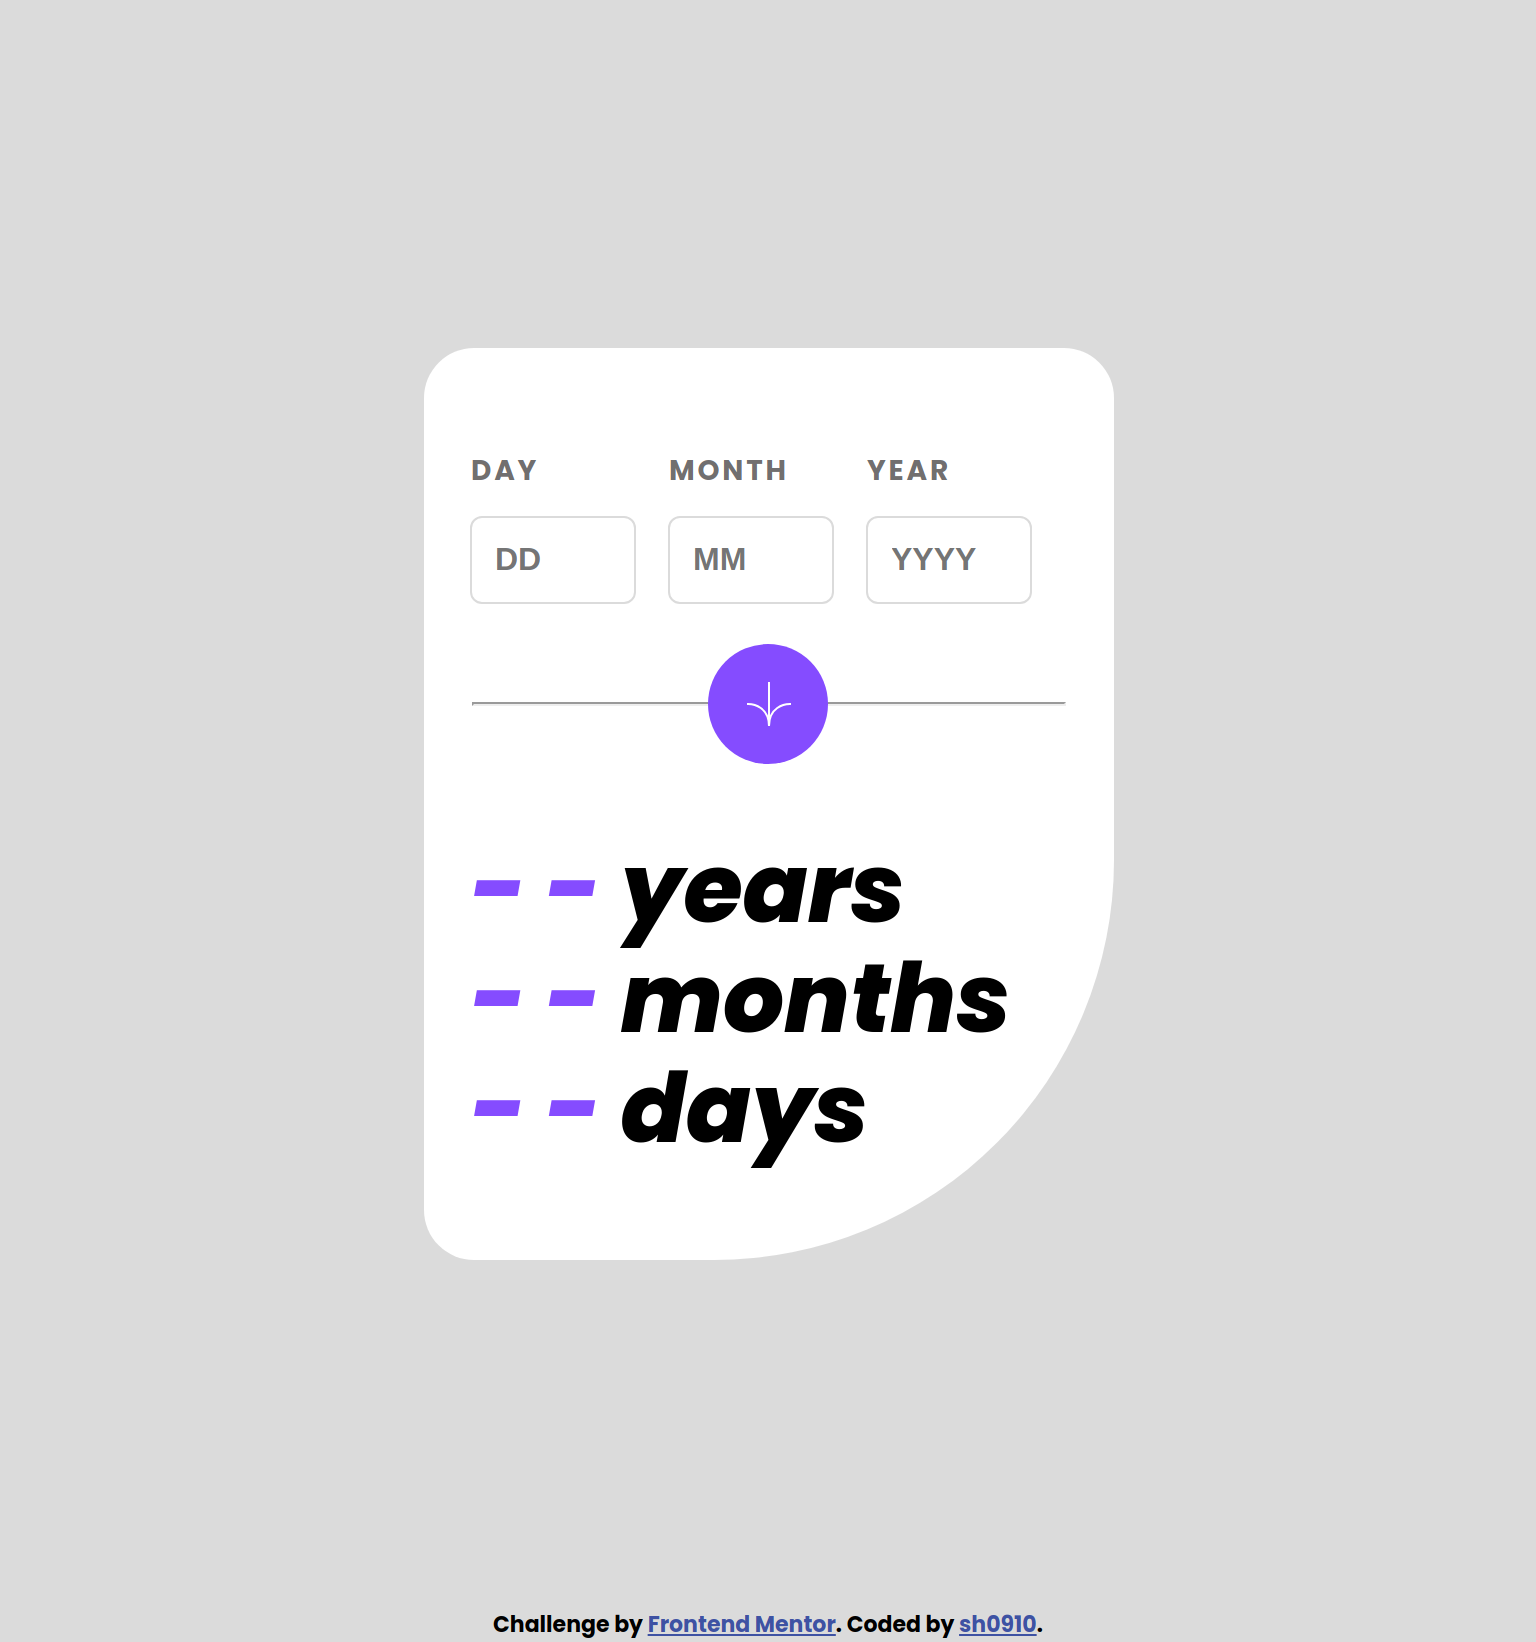 DAY MONTH YEAR
DD MM YYYY
- - years
- - months
- - days
Challenge by Frontend Mentor. Coded by sh0910.